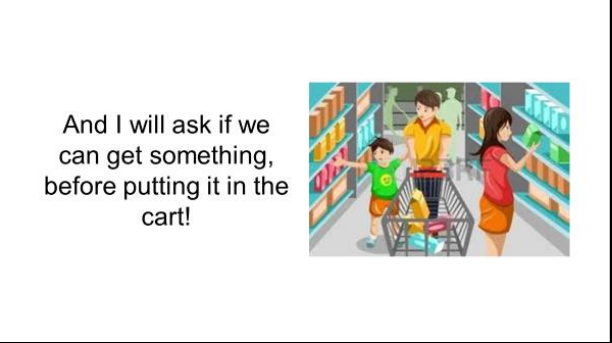 And I will ask if we
can get something,
before putting it in the
cart!